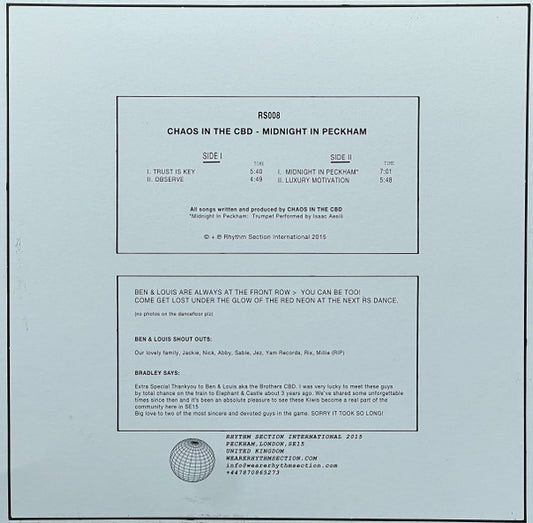 RS008
CHAOS IN THE CBD - MIDNIGHT IN PECKHAM
SIDE I
TIME
I. TRUST IS KEY 5:40
II. OBSERVE 4:49
SIDE II
TIME
I. MIDNIGHT IN PECKHAM* 7:01
II. LUXURY MOTIVATION 5:48
All songs written and produced by CHAOS IN THE CBD
*Midnight In Peckham: Trumpet Performed by Isaac Aesili
© + ℗ Rhythm Section International 2015
BEN & LOUIS ARE ALWAYS AT THE FRONT ROW > YOU CAN BE TOO!
COME GET LOST UNDER THE GLOW OF THE RED NEON AT THE NEXT RS DANCE.
(no photos on the dancefloor plz)
BEN & LOUIS SHOUT OUTS:
Our lovely family, Jackie, Nick, Abby, Sable, Jez, Yam Records, Rix, Millie (RIP)
BRADLEY SAYS:
Extra Special Thankyou to Ben & Louis aka the Brothers CBD. I was very lucky to meet these guys
by total chance on the train to Elephant & Castle about 3 years ago. We've shared some unforgettable
times since then and it's been an absolute pleasure to see these Kiwis become a real part of the
community here in SE15
Big love to two of the most sincere and devoted guys in the game. SORRY IT TOOK SO LONG!
RHYTHM SECTION INTERNATIONAL 2015
PECKHAM,LONDON,SE15
UNITED KINGDOM
WEARERHYTHMSECTION.COM
info@wearerhythmsection.com
+447870865273